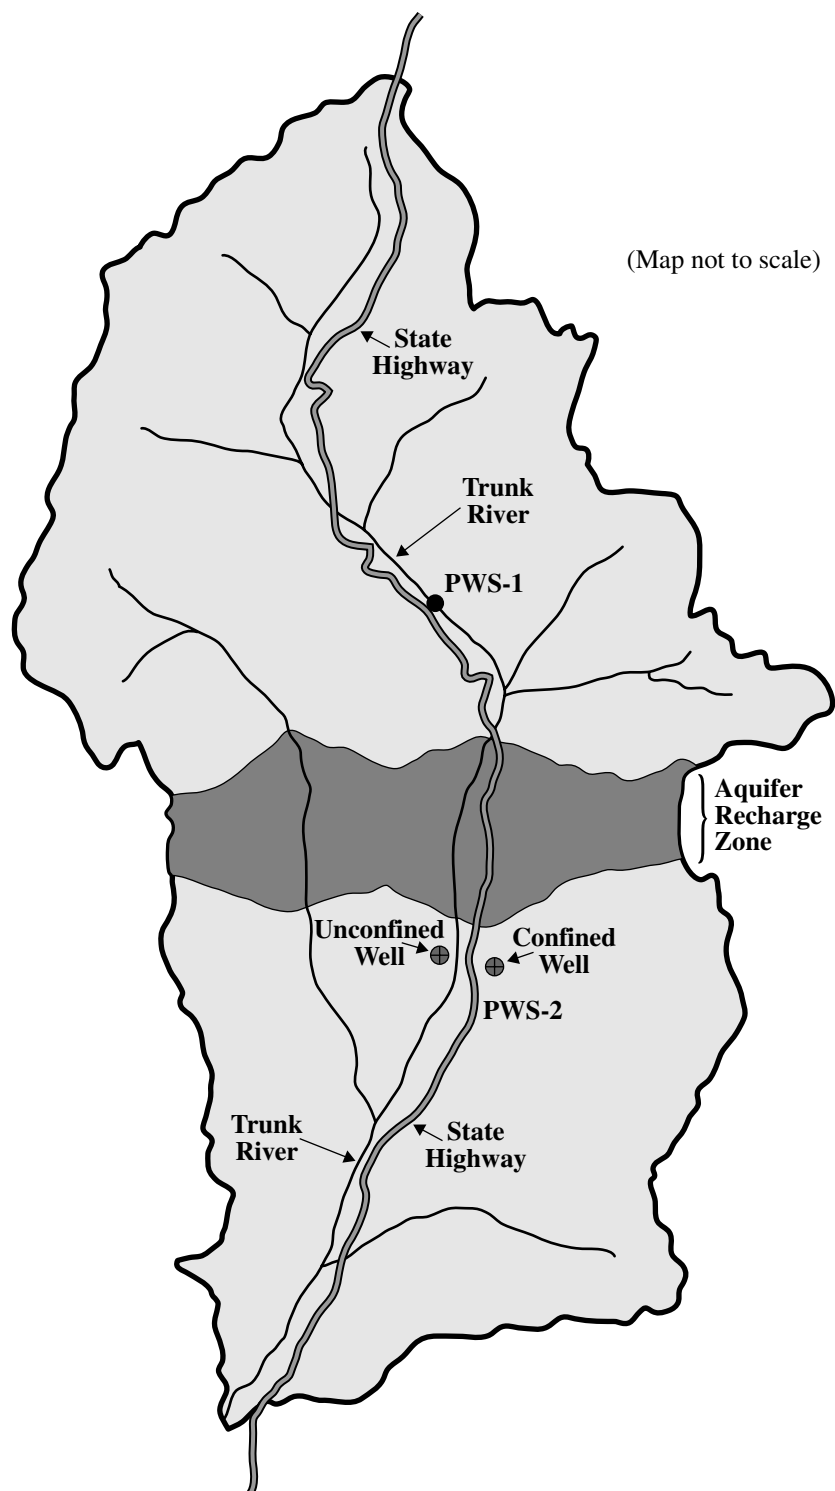 (Map not to scale)
State
Highway
Trunk
River
PWS-1
Aquifer
Recharge
Zone
Unconfined
Well
Confined
Well
PWS-2
Trunk
River
State
Highway